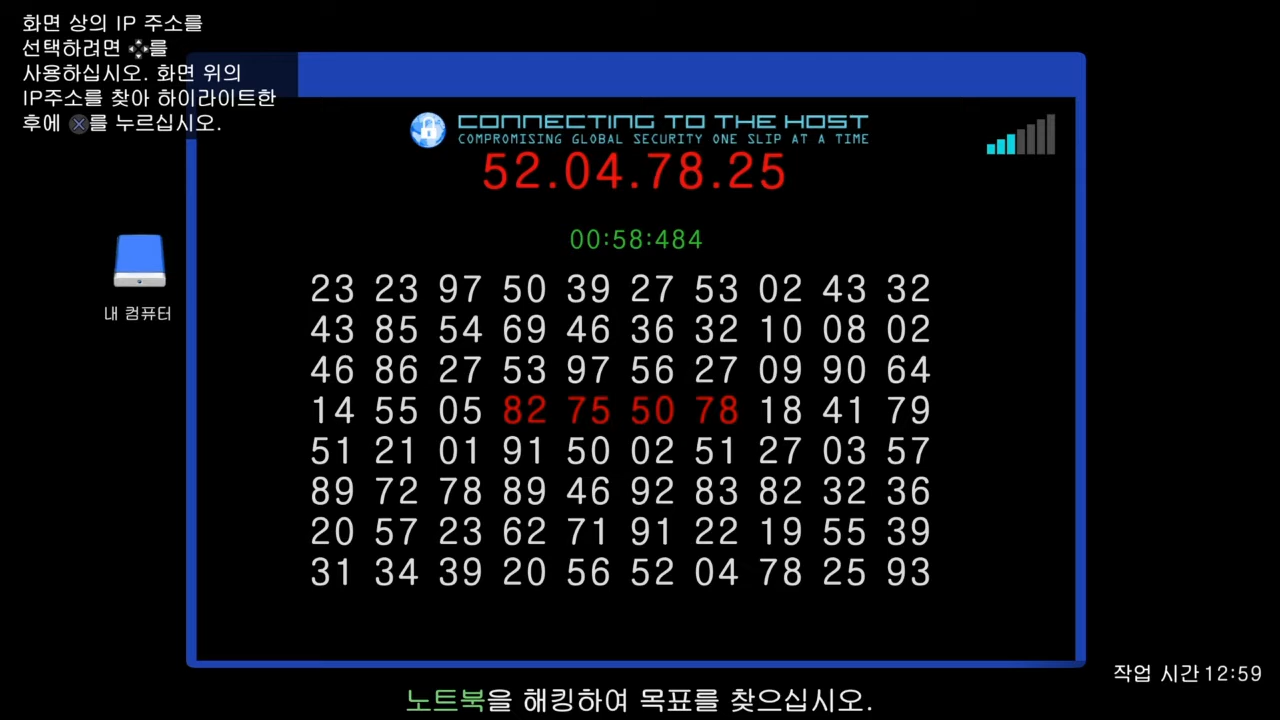 화면 상의 IP 주소를
선택하려면 를
사용하십시오. 화면 위의
IP주소를 찾아 하이라이트한
후에 를 누르십시오.
CONNECTING TO THE HOST
COMPROMISING GLOBAL SECURITY ONE SLIP AT A TIME
52.04.78.25
00:58:484
23 23 97 50 39 27 53 02 43 32
43 85 54 69 46 36 32 10 08 02
46 86 27 53 97 56 27 09 90 64
14 55 05 82 75 50 78 18 41 79
51 21 01 91 50 02 51 27 03 57
89 72 78 89 46 92 83 82 32 36
20 57 23 62 71 91 22 19 55 39
31 34 39 20 56 52 04 78 25 93
내 컴퓨터
작업 시간 12:59
노트북을 해킹하여 목표를 찾으십시오.